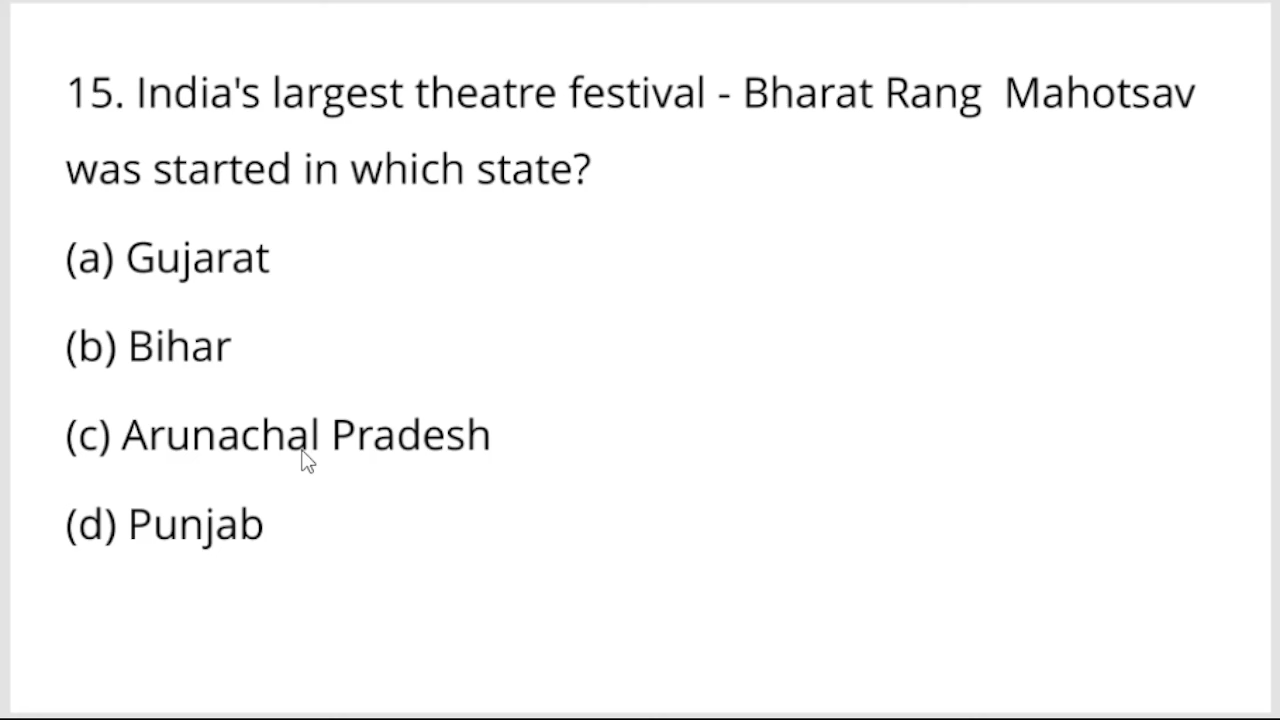 15. India's largest theatre festival - Bharat Rang  Mahotsav
was started in which state?
(a) Gujarat
(b) Bihar
(c) Arunachal Pradesh
(d) Punjab